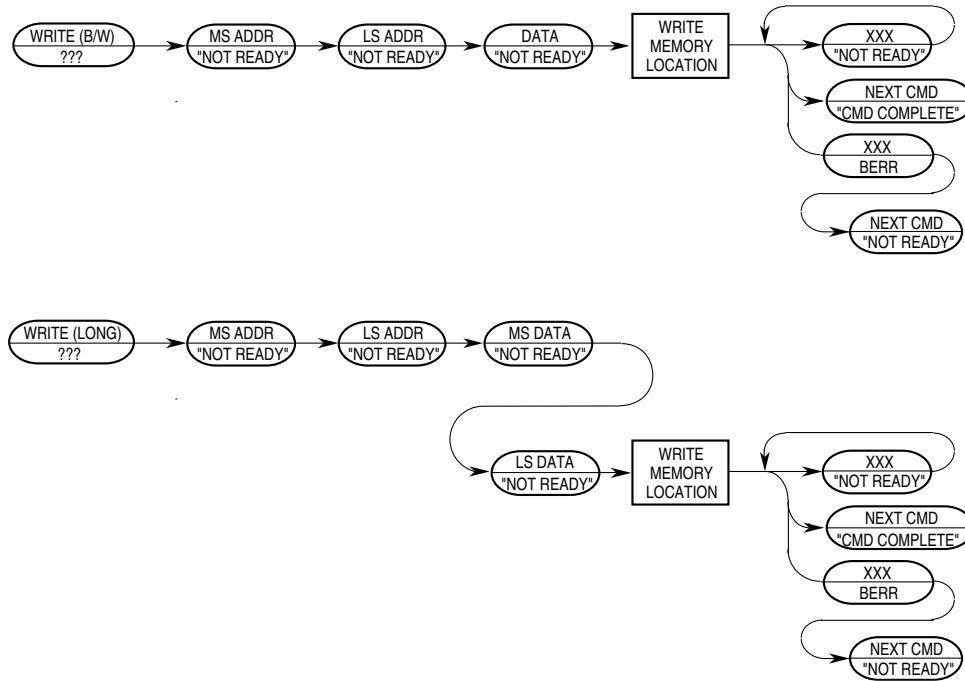 WRITE (B/W)
???
MS ADDR
"NOT READY"
LS ADDR
"NOT READY"
DATA
"NOT READY"
WRITE
MEMORY
LOCATION
XXX
"NOT READY"
NEXT CMD
"CMD COMPLETE"
XXX
BERR
NEXT CMD
"NOT READY"
WRITE (LONG)
???
MS ADDR
"NOT READY"
LS ADDR
"NOT READY"
MS DATA
"NOT READY"
LS DATA
"NOT READY"
WRITE
MEMORY
LOCATION
XXX
"NOT READY"
NEXT CMD
"CMD COMPLETE"
XXX
BERR
NEXT CMD
"NOT READY"